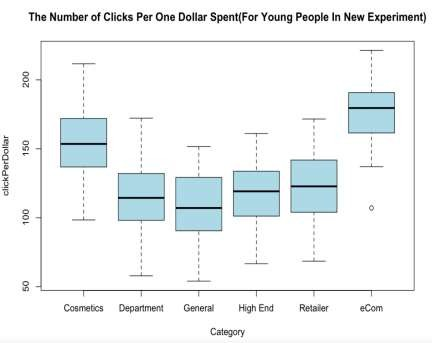 The Number of Clicks Per One Dollar Spent(For Young People In New Experiment)
200
150
100
50
clickPerDollar
Cosmetics Department General High End Retailer eCom
Category